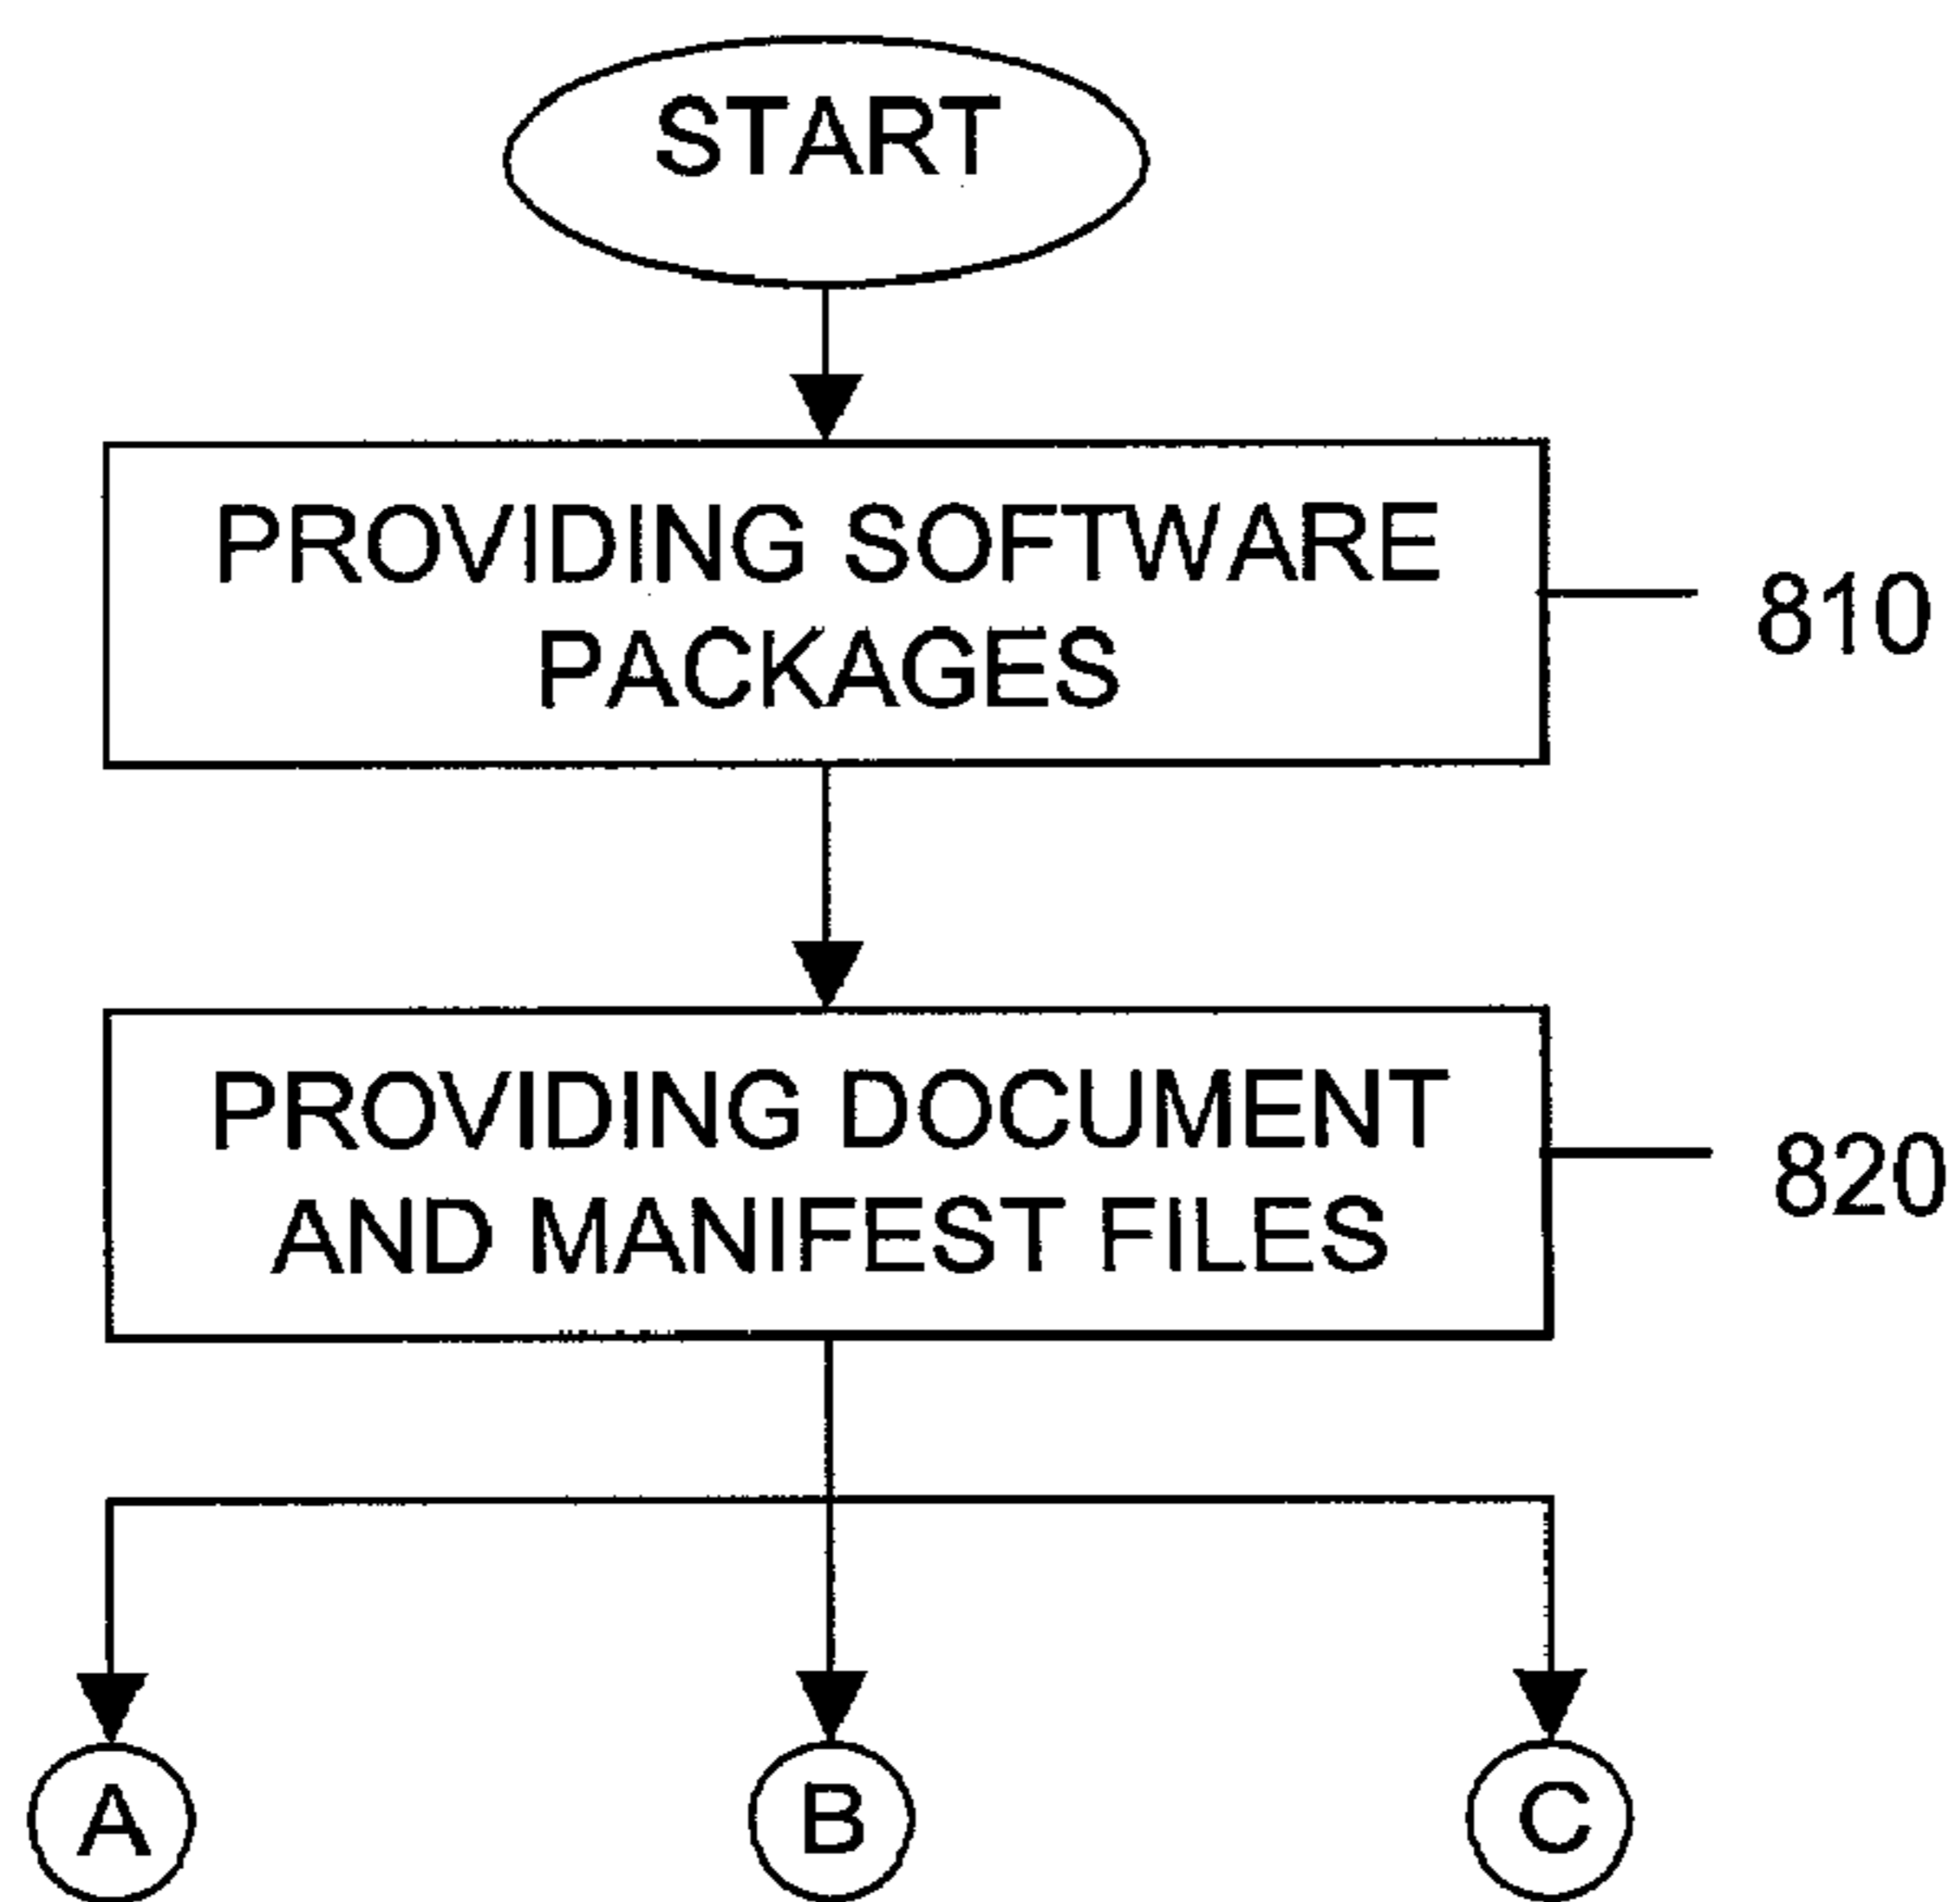 START
PROVIDING SOFTWARE
PACKAGES
810
PROVIDING DOCUMENT
AND MANIFEST FILES
820
A
B
C